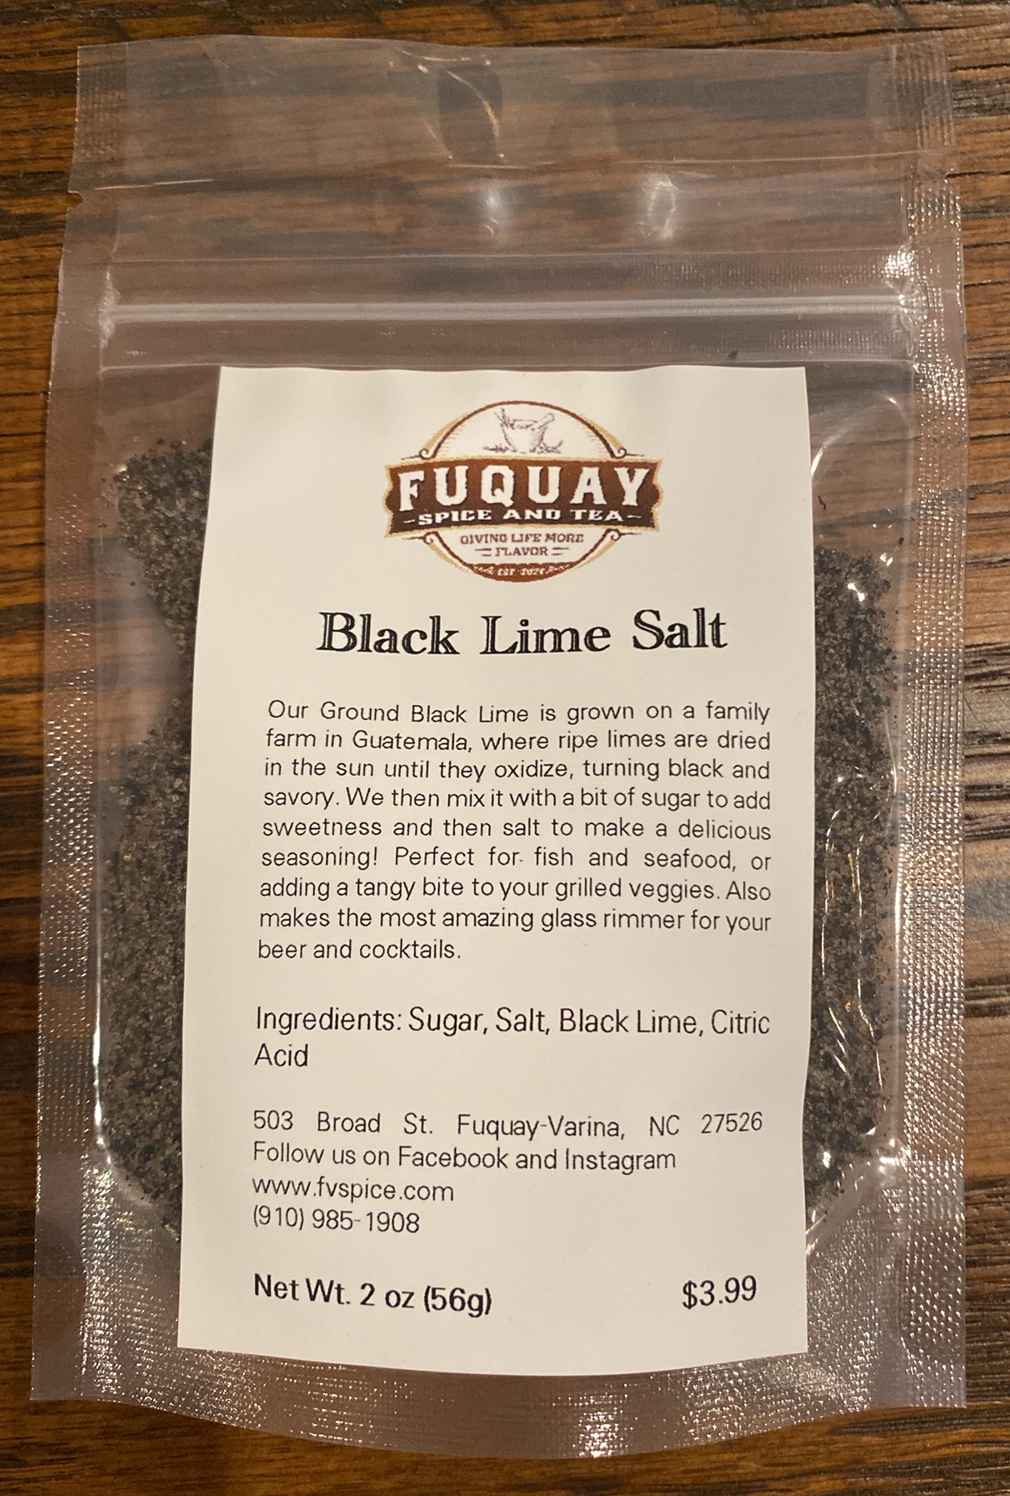 FUQUAY
SPICE AND TEA
GIVING LIFE MORE
FLAVOR
EST
Black Lime Salt
Our Ground Black Lime is grown on a family
farm in Guatemala, where ripe limes are dried
in the sun until they oxidize, turning black and
savory. We then mix it with a bit of sugar to add
sweetness and then salt to make a delicious
seasoning! Perfect for fish and seafood, or
adding a tangy bite to your grilled veggies. Also
makes the most amazing glass rimmer for your
beer and cocktails.
Ingredients: Sugar, Salt, Black Lime, Citric
Acid
503 Broad St. Fuquay-Varina, NC 27526
Follow us on Facebook and Instagram
www.fvspice.com
(910) 985-1908
Net Wt. 2 oz (56g) $3.99